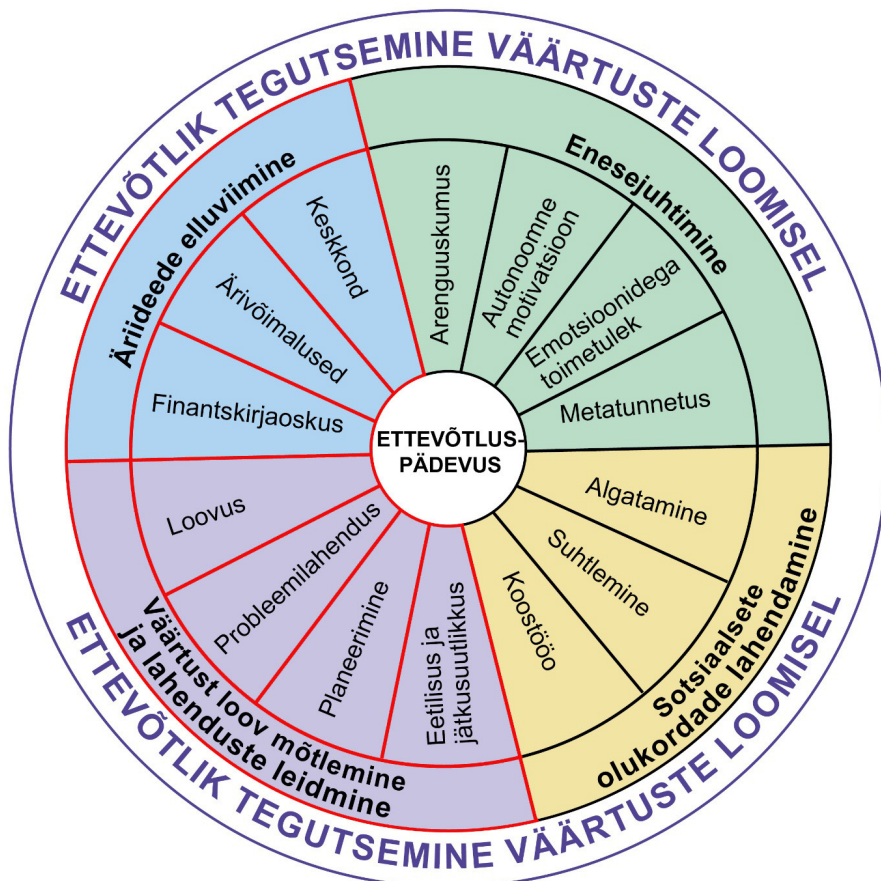 ETTEVÕTLIK TEGUTSEMINE VÄÄRTUSTE LOOMISEL
Enesejuhtimine
Arenguuskumus
Autonoomne
motivatsioon
Emotsioonidega
toimetulek
Metatunnetus
Sotsiaalsete
olukordade lahendamine
Algatamine
Suhtlemine
Koostööo
Väärtust loov mõtlemine
ja lahenduste leidmine
Eetilisus ja
jätkusuutlikkus
Planeerimine
Probleemilahendus
Loovus
Äriideede elluviimine
Finantskirjaoskus
Ärivõimalused
Keskkond
ETTEVÕTLUS-
PÄDEVUS
ETTEVÕTLIK TEGUTSEMINE VÄÄRTUSTE LOOMISEL